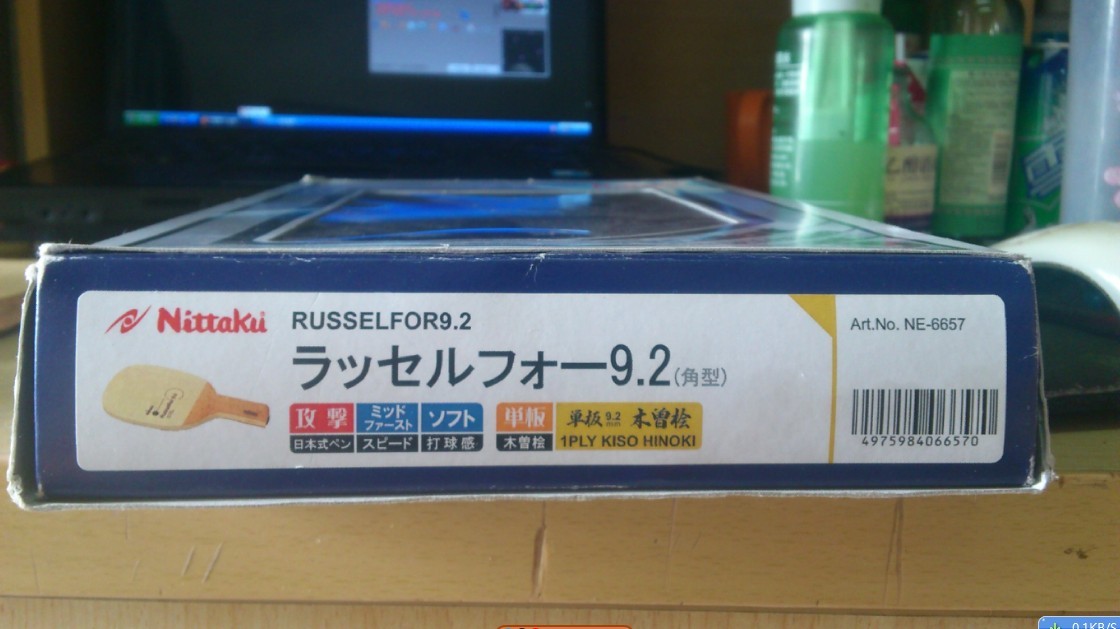 Nittaku
RUSSELFOR9.2
ラッセルフォー9.2(角型)
Art.No. NE-6657
攻撃
日本式ペン
ミッド
ファースト
スピード
ソフト
打球感
単板
木曽桧
単板 9.2mm 木曽桧
1PLY KISO HINOKI
4975984066570
0.1KB/S